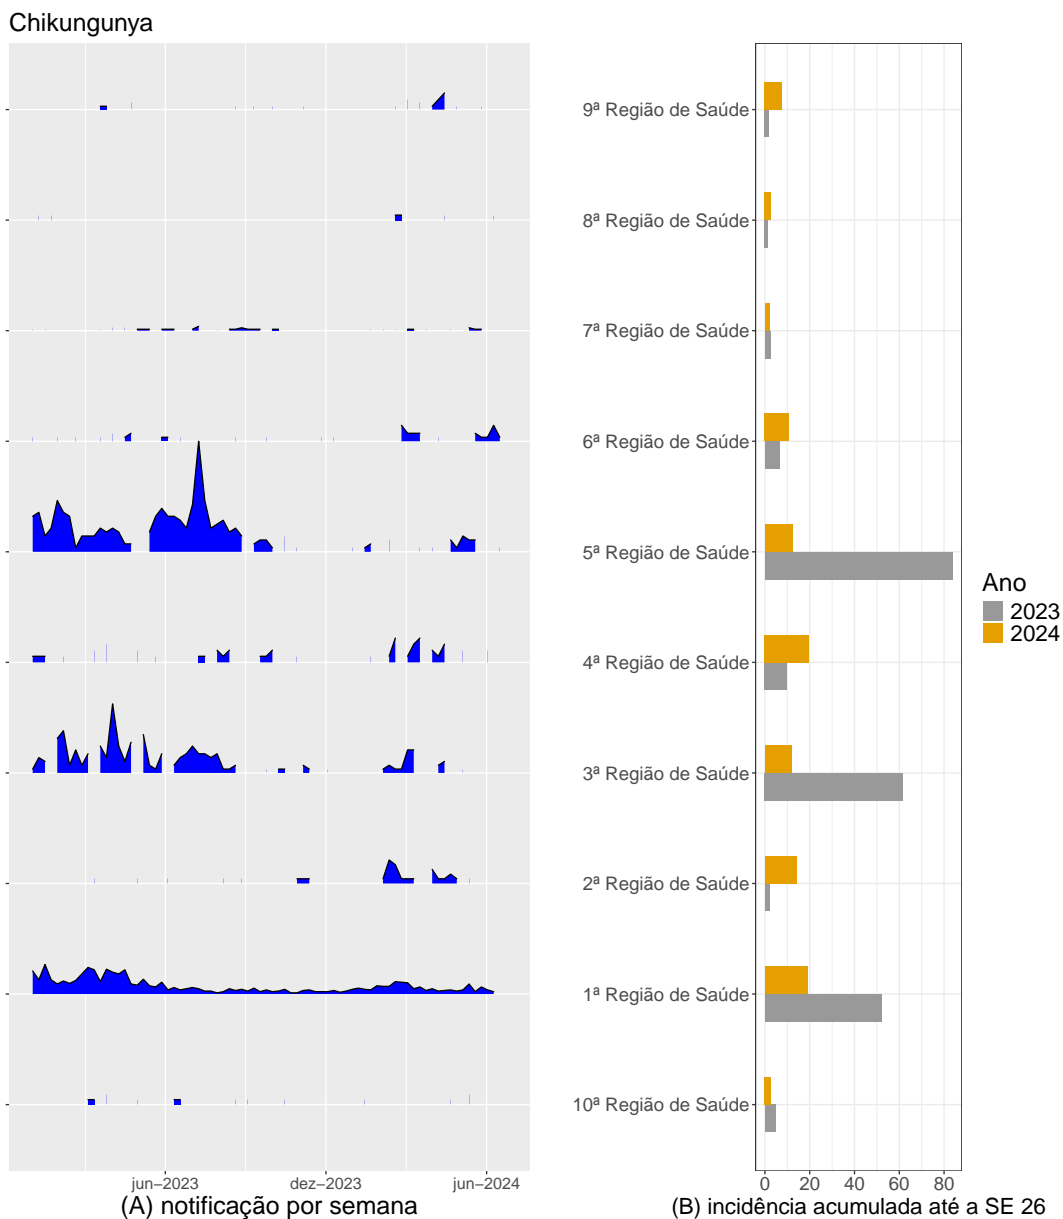 Chikungunya
9ª Região de Saúde
8ª Região de Saúde
7ª Região de Saúde
6ª Região de Saúde
5ª Região de Saúde
4ª Região de Saúde
3ª Região de Saúde
2ª Região de Saúde
1ª Região de Saúde
10ª Região de Saúde
Ano
2023
2024
jun–2023 dez–2023 jun–2024
0 20 40 60 80
(A) notificação por semana
(B) incidência acumulada até a SE 26